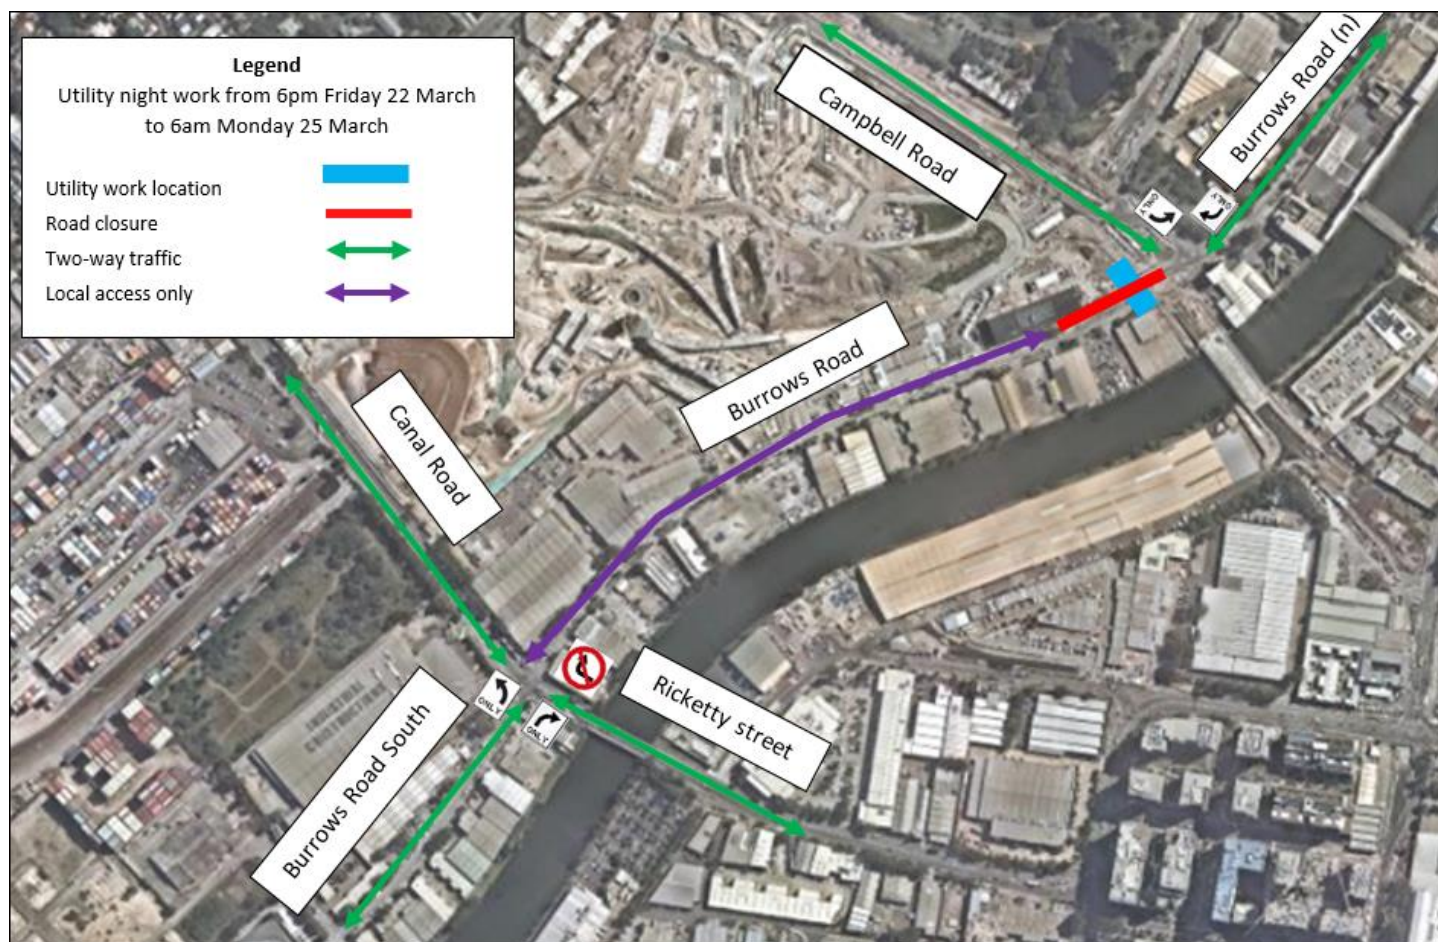 Legend
Utility night work from 6pm Friday 22 March
to 6am Monday 25 March
Utility work location
Road closure
Two-way traffic
Local access only
Campbell Road
Burrows Road (n)
ONLY
ONLY
Burrows Road
Canal Road
Burrows Road South
ONLY
ONLY
Ricketty street